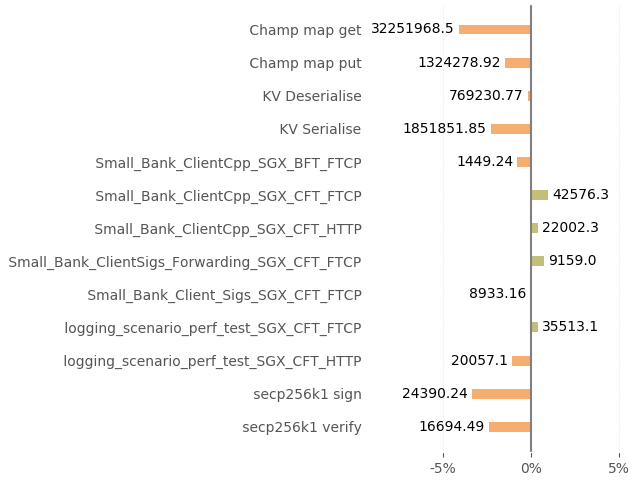 Champ map get 32251968.5
Champ map put 1324278.92
KV Deserialise 769230.77
KV Serialise 1851851.85
Small_Bank_ClientCpp_SGX_BFT_FTCP 1449.24
Small_Bank_ClientCpp_SGX_CFT_FTCP 42576.3
Small_Bank_ClientCpp_SGX_CFT_HTTP 22002.3
Small_Bank_ClientSigs_Forwarding_SGX_CFT_FTCP 9159.0
Small_Bank_Client_Sigs_SGX_CFT_FTCP 8933.16
logging_scenario_perf_test_SGX_CFT_FTCP 35513.1
logging_scenario_perf_test_SGX_CFT_HTTP 20057.1
secp256k1 sign 24390.24
secp256k1 verify 16694.49
-5% 0% 5%